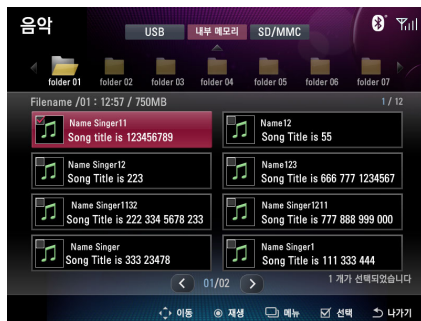 음악
USB 내부 메모리 SD/MMC
folder 01 folder 02 folder 03 folder 04 folder 05 folder 06 folder 07
Filename /01 : 12:57 / 750MB 1 / 12
Name Singer11
Song title is 123456789
Name12
Song Title is 55
Name Singer12
Song Title is 223
Name123
Song Title is 666 777 1234567
Name Singer1132
Song Title is 222 334 5678 233
Name Singer1211
Song Title is 777 888 999 000
Name Singer
Song Title is 333 23478
Name Singer1
Song Title is 111 333 444
01/02
1 개가 선택되었습니다
이동 재생 메뉴 선택 나가기